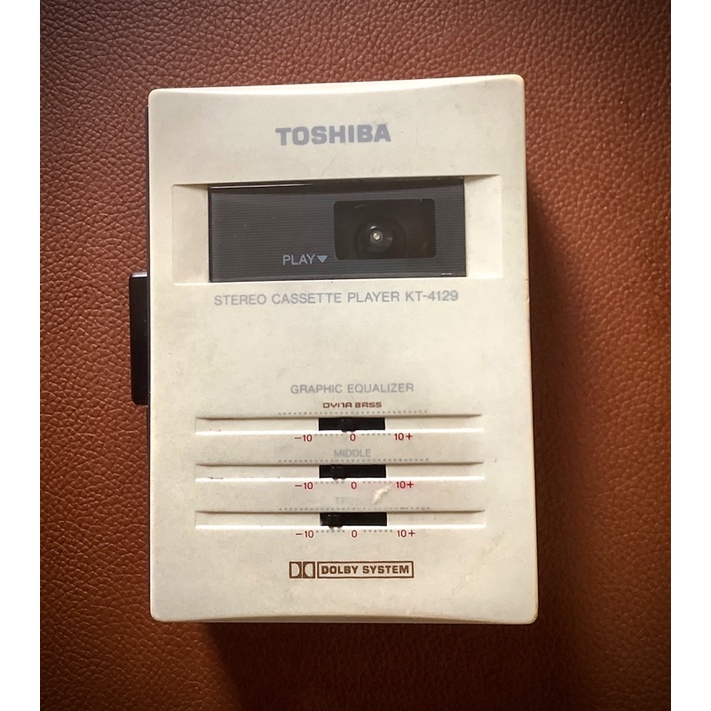 TOSHIBA
PLAY▼
STEREO CASSETTE PLAYER KT-4129
GRAPHIC EQUALIZER
DYNA BASS
-10 0 10+
MIDDLE
-10 0 10+
-10 0 10+
DOLBY SYSTEM